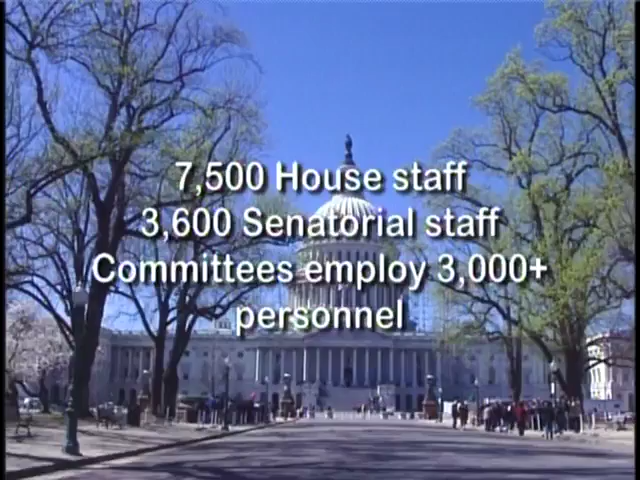 7,500 House staff
3,600 Senatorial staff
Committees employ 3,000+
personnel